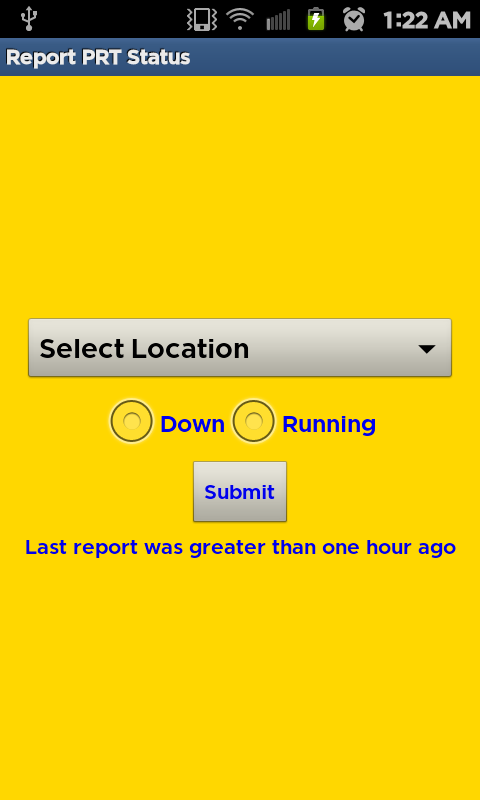 1:22 AM
Report PRT Status
Select Location
Down Running
Submit
Last report was greater than one hour ago